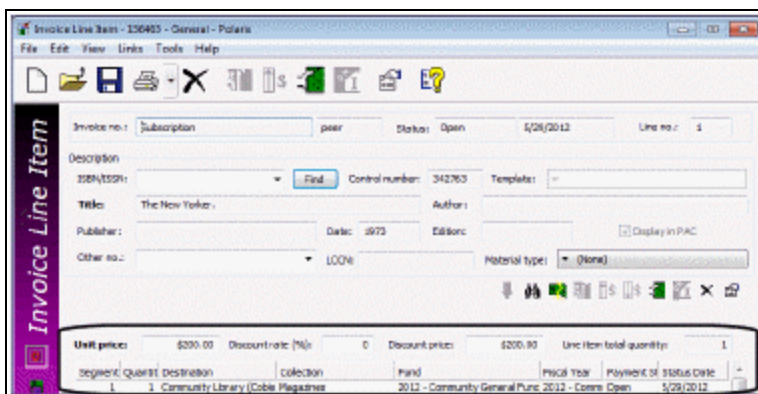 Invoice Line Item - 156463 - General - Polaris
File Edit View Links Tools Help
Invoice Line Item
Invoice no.: Subscription peer Status: Open 5/29/2012 Line no.: 1
Description
ISBN/ISSN: Find Control number: 342763 Template:
Title: The New Yorker. Author:
Publisher: Date: 1973 Edition: Display in PAC
Other no.: LCCN: Material type: (None)
Unit price: $200.00 Discount rate (%): 0 Discount price: $200.00 Line item total quantity: 1
Segment Quantit Destination Collection Fund Fiscal Year Payment St Status Date
1 1 Community Library (Cobie Magazines 2012 - Community General Func 2012 - Comm Open 5/29/2012